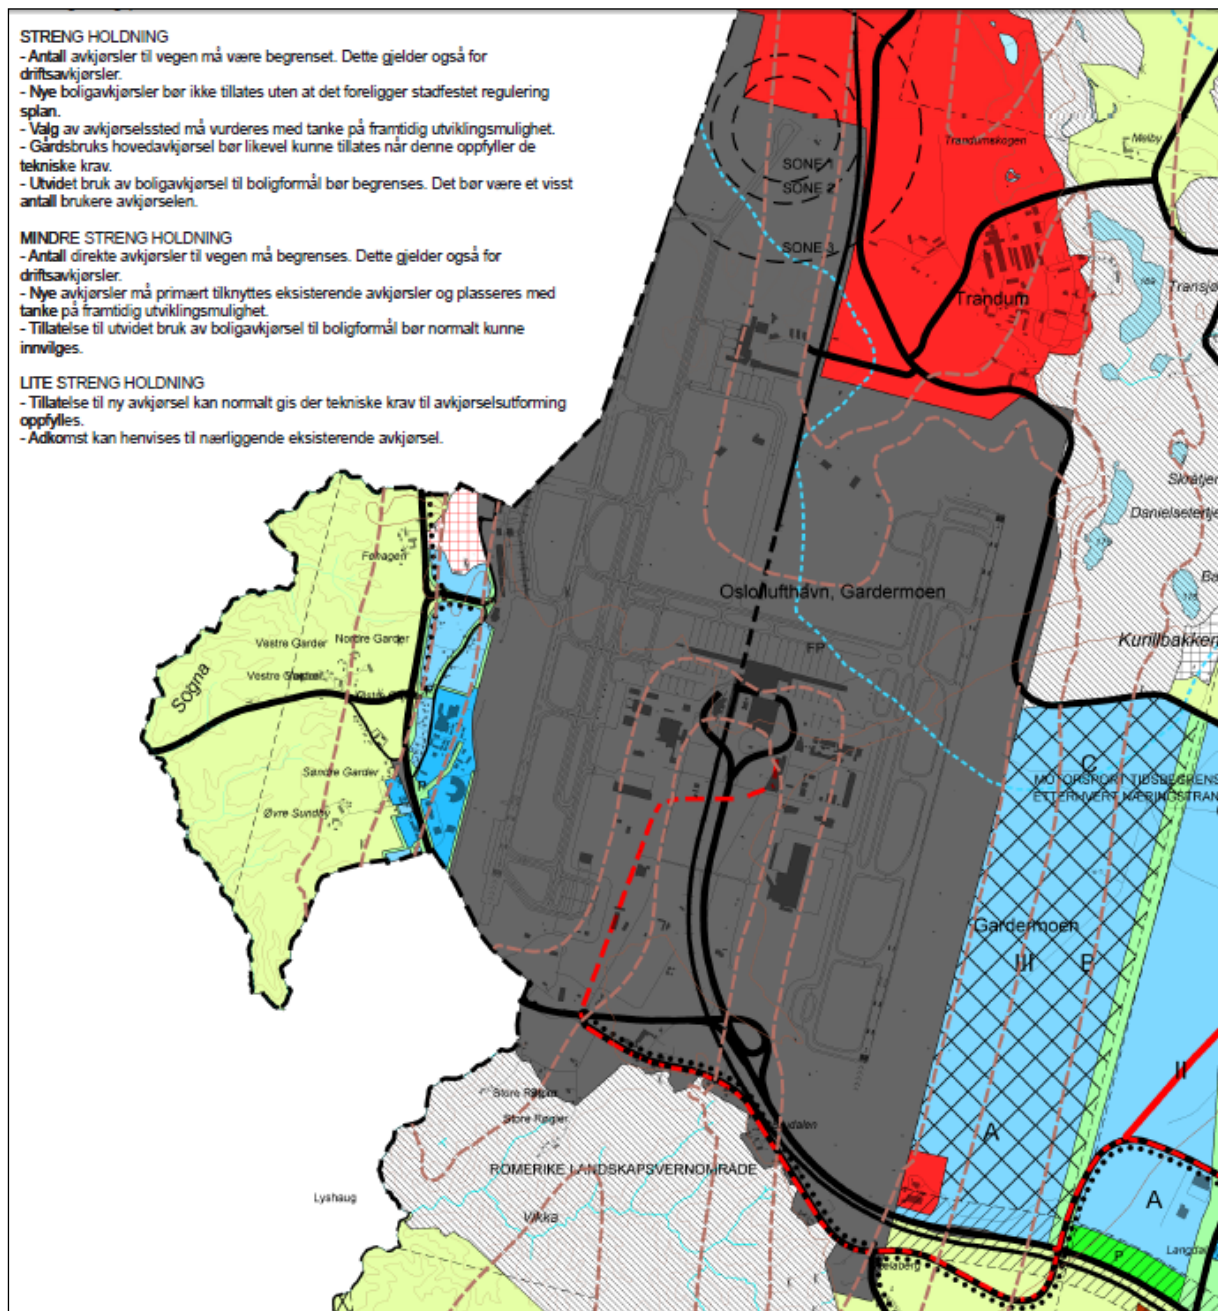 STRENG HOLDNING
- Antall avkjørsler til vegen må være begrenset. Dette gjelder også for
driftsavkjørsler.
- Nye boligavkjørsler bør ikke tillates uten at det foreligger stadfestet regulering
splan.
- Valg av avkjørselssted må vurderes med tanke på framtidig utviklingsmulighet.
- Gårdsbruks hovedavkjørsel bør likevel kunne tillates når denne oppfyller de
tekniske krav.
- Utvidet bruk av boligavkjørsel til boligformål bør begrenses. Det bør være et visst
antall brukere avkjørselen.
MINDRE STRENG HOLDNING
- Antall direkte avkjørsler til vegen må begrenses. Dette gjelder også for
driftsavkjørsler.
- Nye avkjørsler må primært tilknyttes eksisterende avkjørsler og plasseres med
tanke på framtidig utviklingsmulighet.
- Tillatelse til utvidet bruk av boligavkjørsel til boligformål bør normalt kunne
innvilges.
LITE STRENG HOLDNING
- Tillatelse til ny avkjørsel kan normalt gis der tekniske krav til avkjørselsutforming
oppfylles.
- Adkomst kan henvises til nærliggende eksisterende avkjørsel.
Trandumskogen
Melby
SONE 1
SONE 2
SONE 3
169
Transjø
Trandum
Skråtjer
Danielsetertje
176
Fonagen
Oslo lufthavn, Gardermoen
Kurillbakken
FP
Vestre Garder
Nordre Garder
Vestre
Sogna
Søndre Garder
Øvre Sundby
P
C
MOTORSPORT TIDSBEGRENS
ETTERHVERT NÆRINGSTRAN
Gardermoen
III
B
II
Store
Store Røgler
A
ROMERIKE LANDSKAPSVERNOMRÅDE
Lyshaug
Vikka
A
P